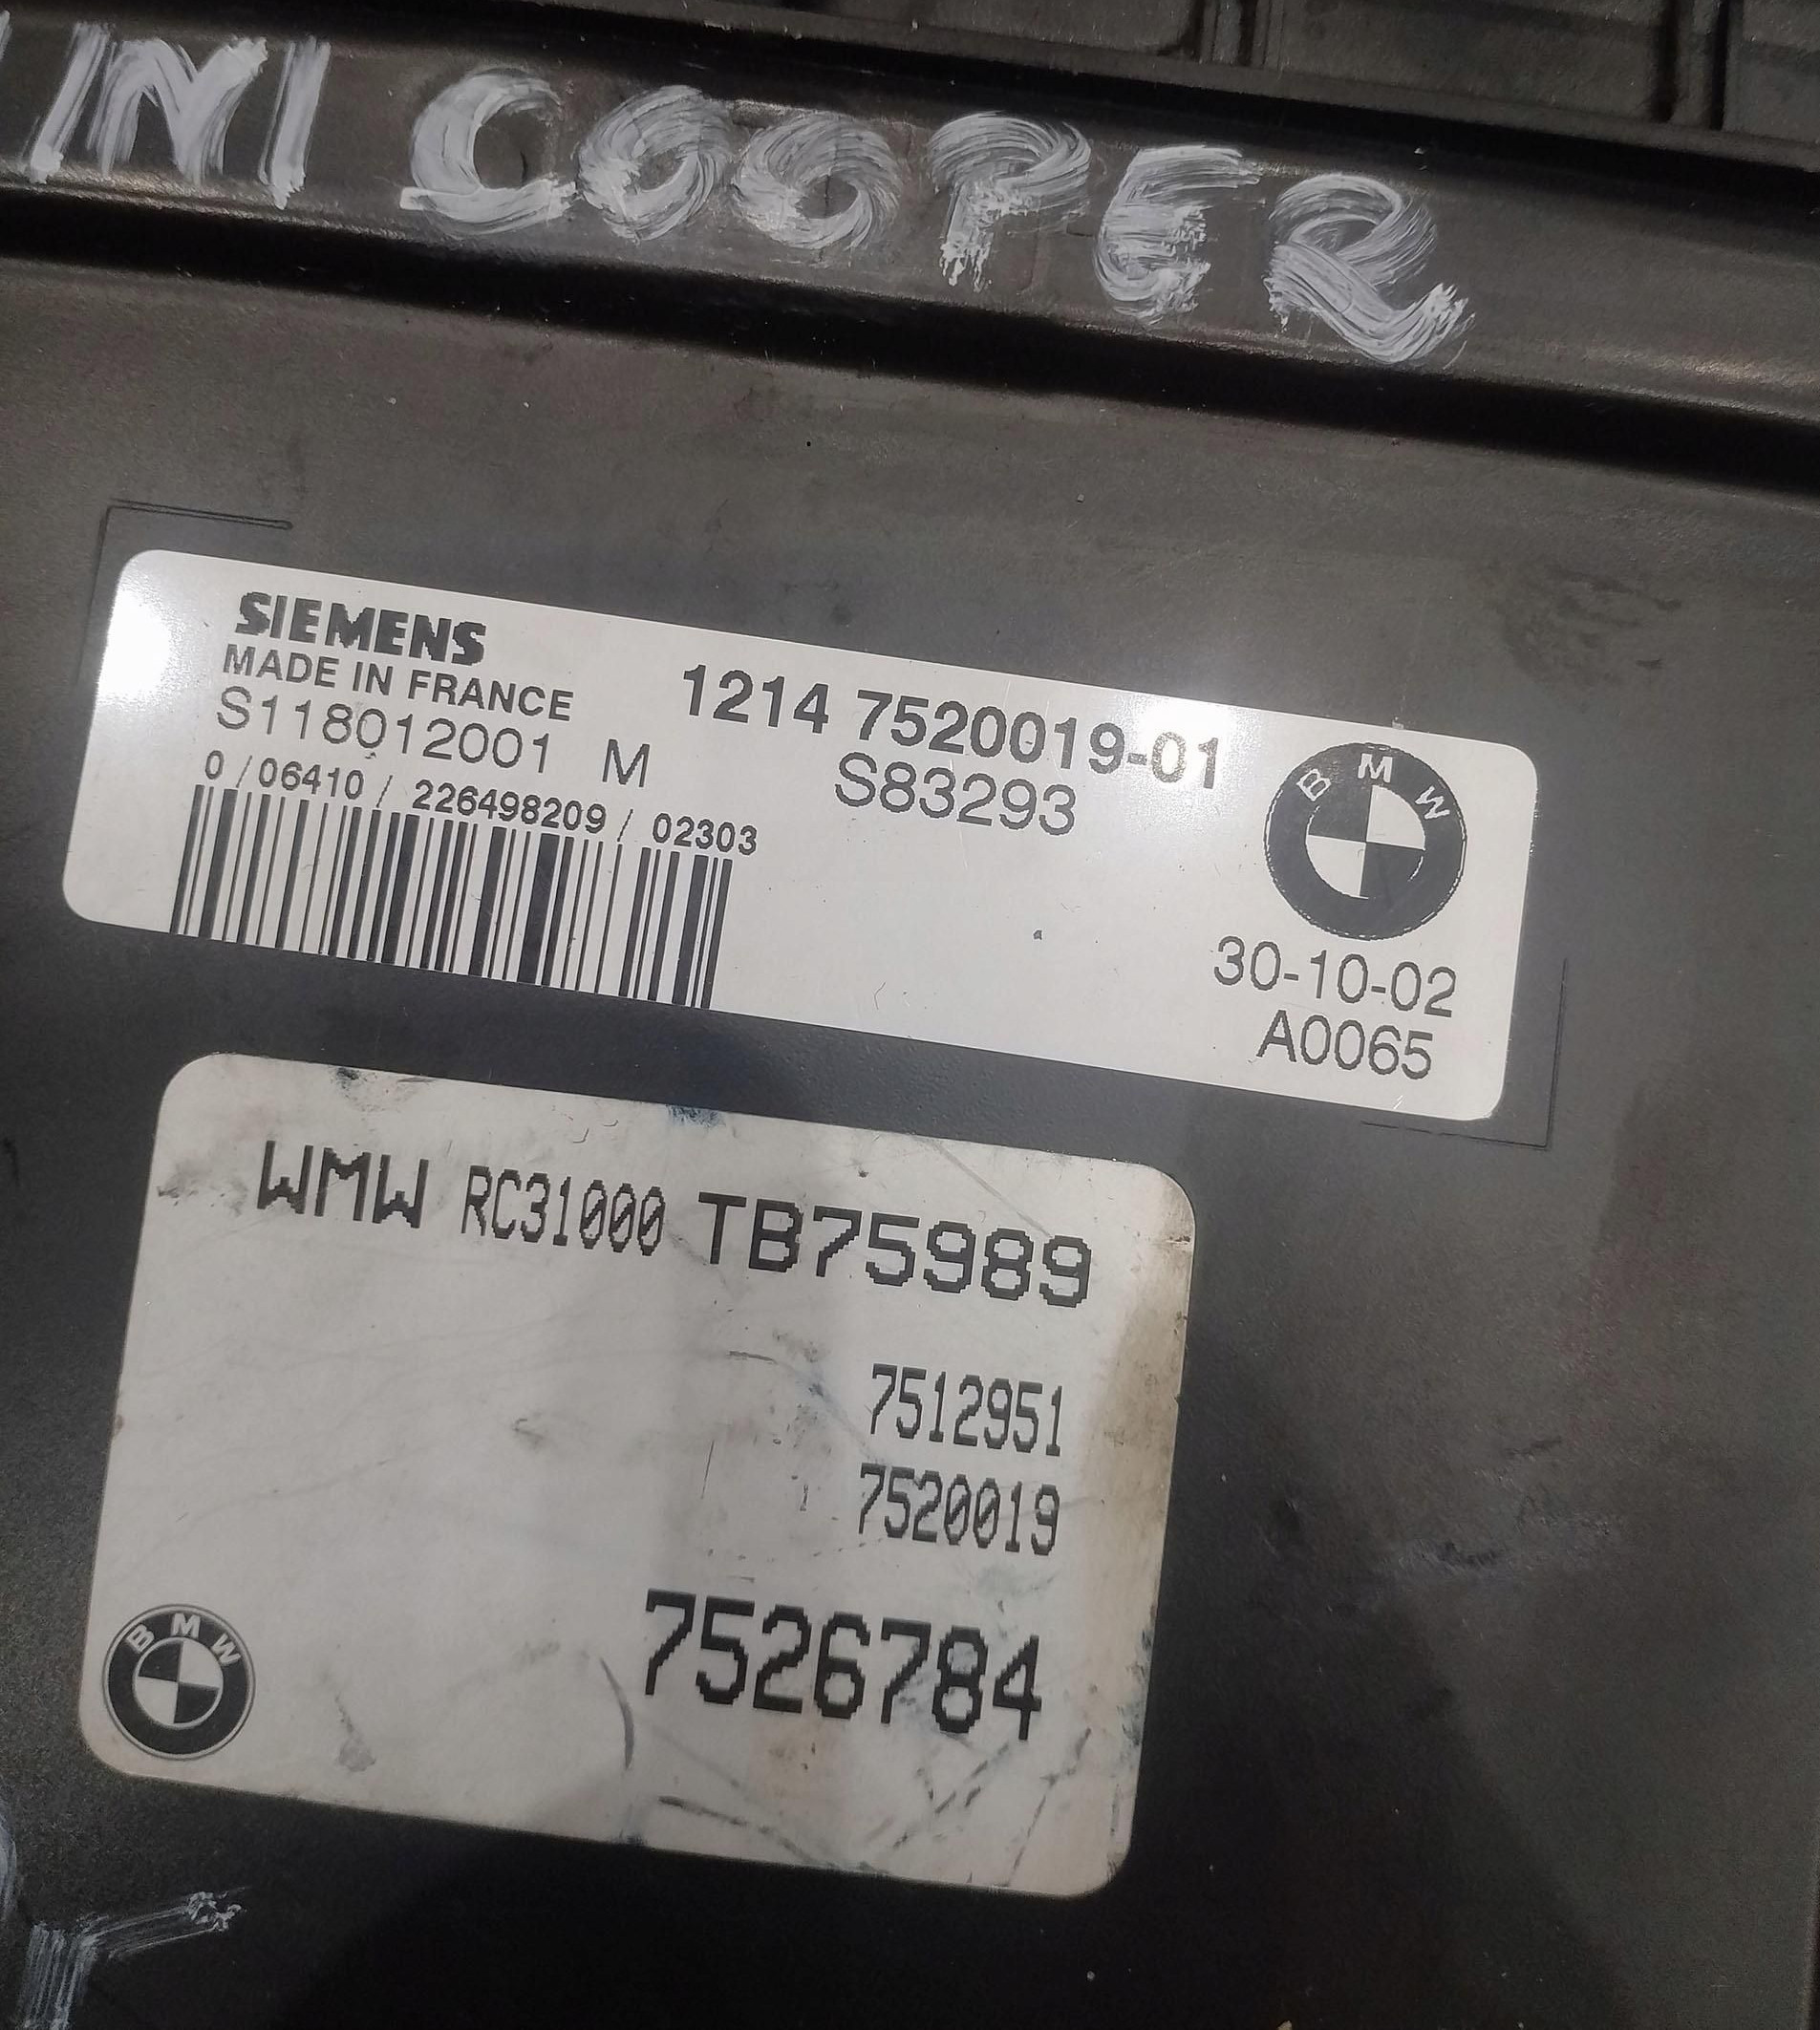 INI COOPER
SIEMENS
MADE IN FRANCE
S118012001 M
0 / 06410 / 226498209 / 02303
1214 7520019-01
S83293
BMW
30-10-02
A0065
WMW RC31000 TB75989
7512951
7520019
7526784
BMW